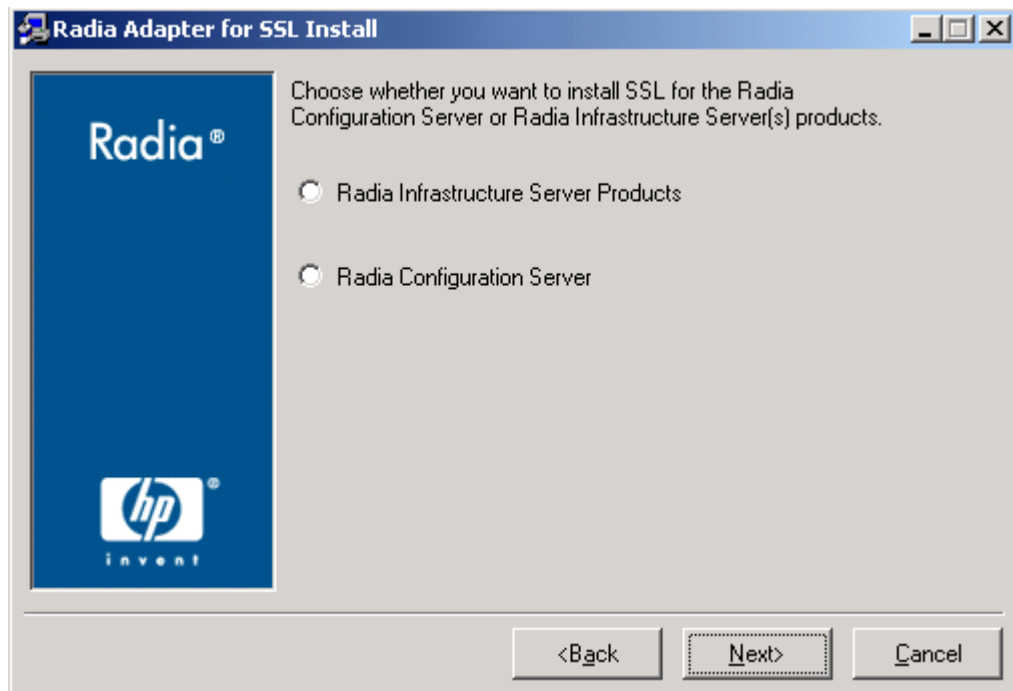 Radia Adapter for SSL Install
Radia®
Choose whether you want to install SSL for the Radia
Configuration Server or Radia Infrastructure Server(s) products.
Radia Infrastructure Server Products
Radia Configuration Server
hp®
invent
<Back
Next>
Cancel